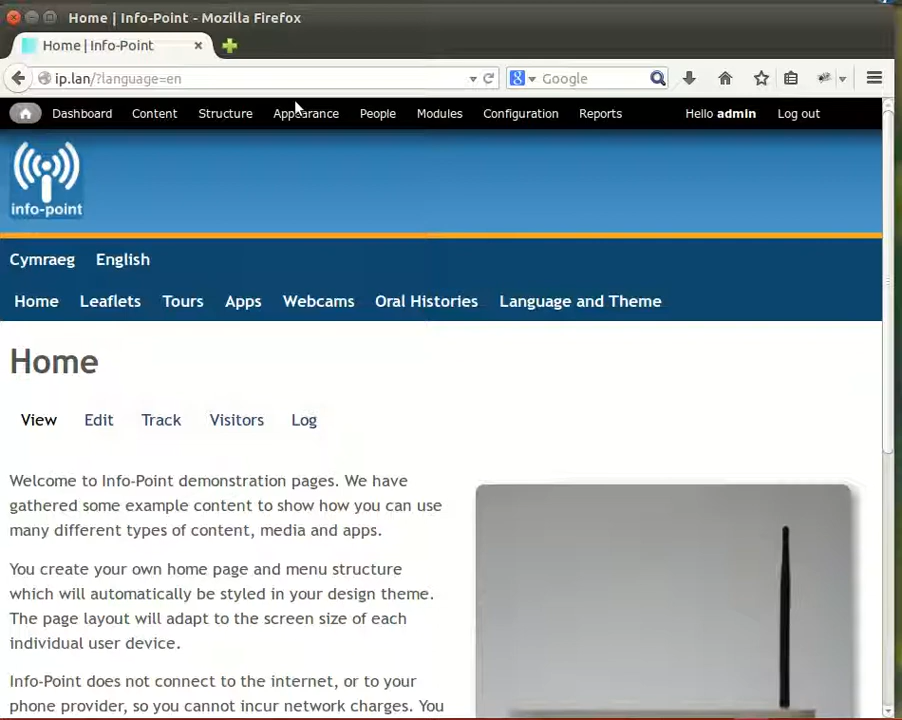 Home | Info-Point - Mozilla Firefox
Home | Info-Point
ip.lan/?language=en
Google
Dashboard Content Structure Appearance People Modules Configuration Reports Hello admin Log out
info-point
Cymraeg English
Home Leaflets Tours Apps Webcams Oral Histories Language and Theme
Home
View Edit Track Visitors Log
Welcome to Info-Point demonstration pages. We have
gathered some example content to show how you can use
many different types of content, media and apps.
You create your own home page and menu structure
which will automatically be styled in your design theme.
The page layout will adapt to the screen size of each
individual user device.
Info-Point does not connect to the internet, or to your
phone provider, so you cannot incur network charges. You